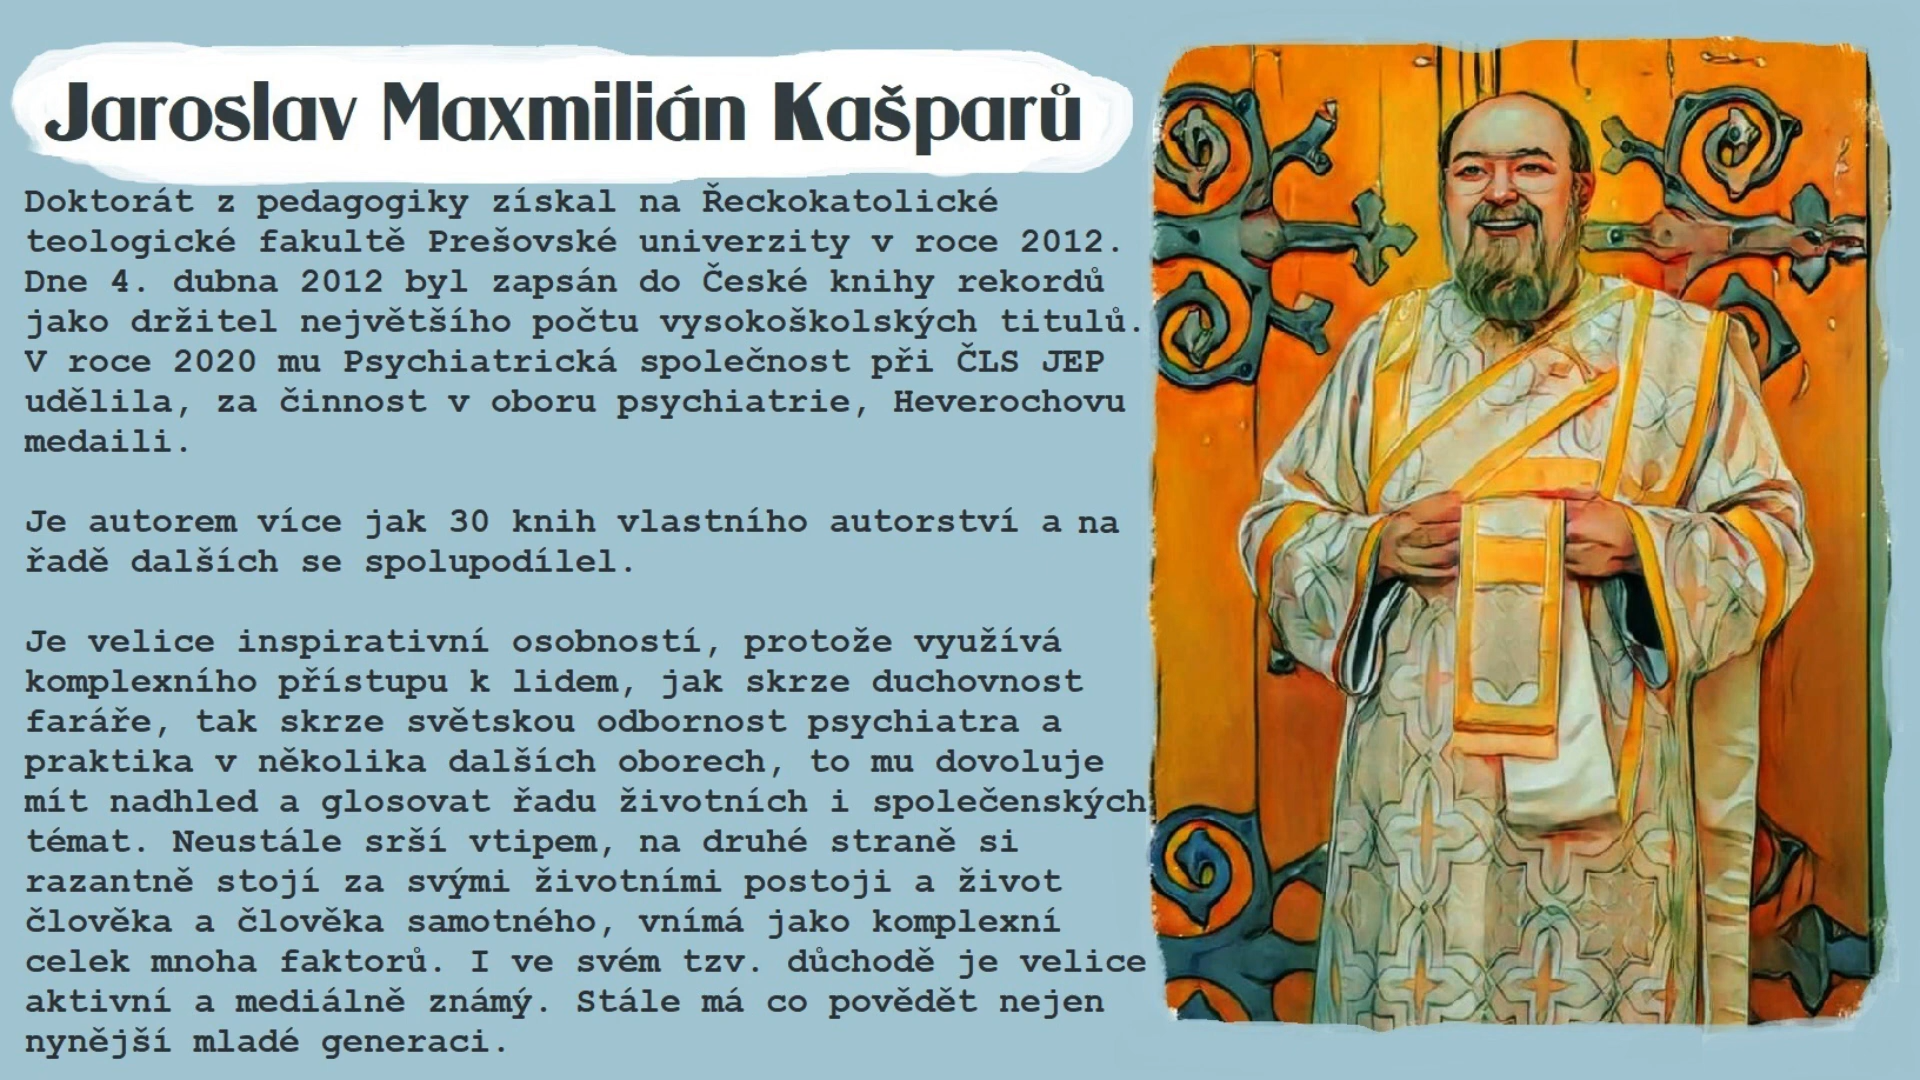 Jaroslav Maxmilián Kašparů
Doktorát z pedagogiky získal na Řeckokatolické
teologické fakultě Prešovské univerzity v roce 2012.
Dne 4. dubna 2012 byl zapsán do České knihy rekordů
jako držitel největšího počtu vysokoškolských titulů.
V roce 2020 mu Psychiatrická společnost při ČLS JEP
udělila, za činnost v oboru psychiatrie, Heverochovu
medaili.
Je autorem více jak 30 knih vlastního autorství a na
řadě dalších se spolupodílel.
Je velice inspirativní osobností, protože využívá
komplexního přístupu k lidem, jak skrze duchovnost
faráře, tak skrze světskou odbornost psychiatra a
praktika v několika dalších oborech, to mu dovoluje
mít nadhled a glosovat řadu životních i společenských
témat. Neustále srší vtipem, na druhé straně si
razantně stojí za svými životními postoji a život
člověka a člověka samotného, vnímá jako komplexní
celek mnoha faktorů. I ve svém tzv. důchodě je velice
aktivní a mediálně známý. Stále má co povědět nejen
nynější mladé generaci.